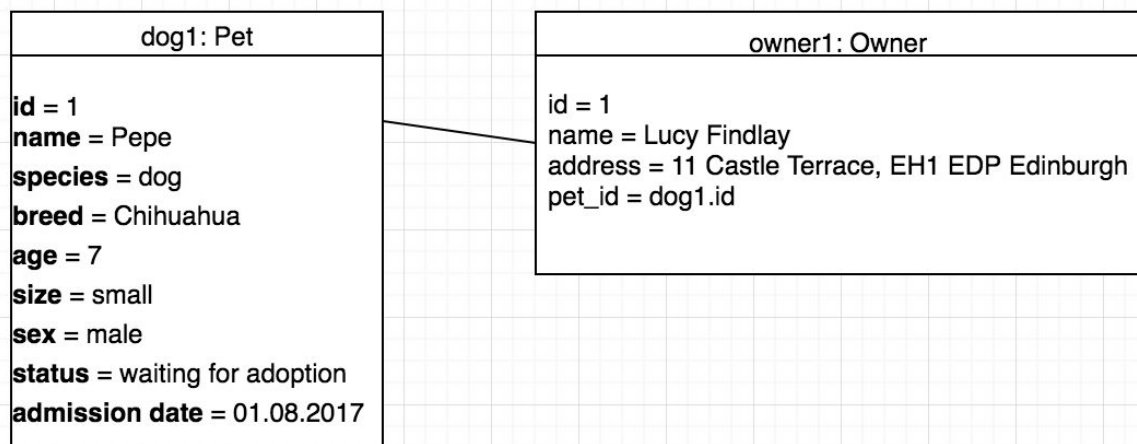 dog1: Pet
id = 1
name = Pepe
species = dog
breed = Chihuahua
age = 7
size = small
sex = male
status = waiting for adoption
admission date = 01.08.2017
owner1: Owner
id = 1
name = Lucy Findlay
address = 11 Castle Terrace, EH1 EDP Edinburgh
pet_id = dog1.id